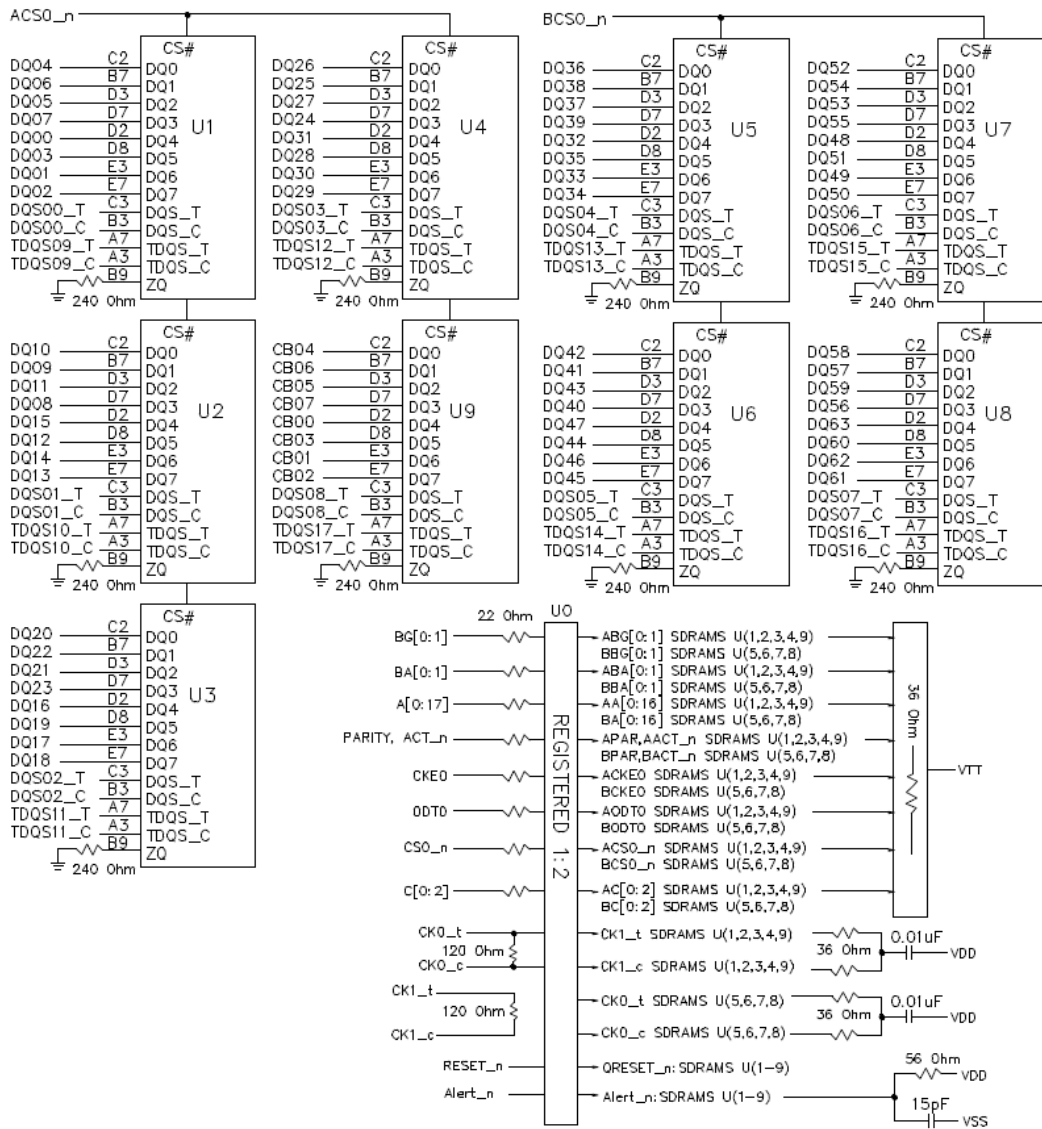 ACS0_n
BCS0_n
CS#
DQ04 C2 DQ0
DQ06 B7 DQ1
DQ05 D3 DQ2
DQ07 D7 DQ3
U1
DQ00 D2 DQ4
DQ03 D8 DQ5
DQ01 E3 DQ6
DQ02 E7 DQ7
DQS00_T C3 DQS_T
DQS00_C B3 DQS_C
TDQS09_T A7 TDQS_T
TDQS09_C A3 TDQS_C
B9 ZQ
240 Ohm
CS#
DQ26 C2 DQ0
DQ25 B7 DQ1
DQ27 D3 DQ2
DQ24 D7 DQ3
U4
DQ31 D2 DQ4
DQ28 D8 DQ5
DQ30 E3 DQ6
DQ29 E7 DQ7
DQS03_T C3 DQS_T
DQS03_C B3 DQS_C
TDQS12_T A7 TDQS_T
TDQS12_C A3 TDQS_C
B9 ZQ
240 Ohm
CS#
DQ36 C2 DQ0
DQ38 B7 DQ1
DQ37 D3 DQ2
DQ39 D7 DQ3
U5
DQ32 D2 DQ4
DQ35 D8 DQ5
DQ33 E3 DQ6
DQ34 E7 DQ7
DQS04_T C3 DQS_T
DQS04_C B3 DQS_C
TDQS13_T A7 TDQS_T
TDQS13_C A3 TDQS_C
B9 ZQ
240 Ohm
CS#
DQ52 C2 DQ0
DQ54 B7 DQ1
DQ53 D3 DQ2
DQ55 D7 DQ3
U7
DQ48 D2 DQ4
DQ51 D8 DQ5
DQ49 E3 DQ6
DQ50 E7 DQ7
DQS06_T C3 DQS_T
DQS06_C B3 DQS_C
TDQS15_T A7 TDQS_T
TDQS15_C A3 TDQS_C
B9 ZQ
240 Ohm
CS#
DQ10 C2 DQ0
DQ09 B7 DQ1
DQ11 D3 DQ2
DQ08 D7 DQ3
U2
DQ15 D2 DQ4
DQ12 D8 DQ5
DQ14 E3 DQ6
DQ13 E7 DQ7
DQS01_T C3 DQS_T
DQS01_C B3 DQS_C
TDQS10_T A7 TDQS_T
TDQS10_C A3 TDQS_C
B9 ZQ
240 Ohm
CS#
CB04 C2 DQ0
CB06 B7 DQ1
CB05 D3 DQ2
CB07 D7 DQ3
U9
CB00 D2 DQ4
CB03 D8 DQ5
CB01 E3 DQ6
CB02 E7 DQ7
DQS08_T C3 DQS_T
DQS08_C B3 DQS_C
TDQS17_T A7 TDQS_T
TDQS17_C A3 TDQS_C
B9 ZQ
240 Ohm
CS#
DQ42 C2 DQ0
DQ41 B7 DQ1
DQ43 D3 DQ2
DQ40 D7 DQ3
U6
DQ47 D2 DQ4
DQ44 D8 DQ5
DQ46 E3 DQ6
DQ45 E7 DQ7
DQS05_T C3 DQS_T
DQS05_C B3 DQS_C
TDQS14_T A7 TDQS_T
TDQS14_C A3 TDQS_C
B9 ZQ
240 Ohm
CS#
DQ58 C2 DQ0
DQ57 B7 DQ1
DQ59 D3 DQ2
DQ56 D7 DQ3
U8
DQ63 D2 DQ4
DQ60 D8 DQ5
DQ62 E3 DQ6
DQ61 E7 DQ7
DQS07_T C3 DQS_T
DQS07_C B3 DQS_C
TDQS16_T A7 TDQS_T
TDQS16_C A3 TDQS_C
B9 ZQ
240 Ohm
CS#
DQ20 C2 DQ0
DQ22 B7 DQ1
DQ21 D3 DQ2
DQ23 D7 DQ3
U3
DQ16 D2 DQ4
DQ19 D8 DQ5
DQ17 E3 DQ6
DQ18 E7 DQ7
DQS02_T C3 DQS_T
DQS02_C B3 DQS_C
TDQS11_T A7 TDQS_T
TDQS11_C A3 TDQS_C
B9 ZQ
240 Ohm
22 Ohm U0
REGISTERED 1:2
BG[0:1] ABG[0:1] SDRAMS U(1,2,3,4,9)
BBG[0:1] SDRAMS U(5,6,7,8)
BA[0:1] ABA[0:1] SDRAMS U(1,2,3,4,9)
BBA[0:1] SDRAMS U(5,6,7,8)
A[0:17] AA[0:16] SDRAMS U(1,2,3,4,9)
BA[0:16] SDRAMS U(5,6,7,8)
PARITY, ACT_n APAR,AACT_n SDRAMS U(1,2,3,4,9)
BPAR,BACT_n SDRAMS U(5,6,7,8)
CKE0 ACKE0 SDRAMS U(1,2,3,4,9)
BCKE0 SDRAMS U(5,6,7,8)
ODT0 AODT0 SDRAMS U(1,2,3,4,9)
BODT0 SDRAMS U(5,6,7,8)
CS0_n ACS0_n SDRAMS U(1,2,3,4,9)
BCS0_n SDRAMS U(5,6,7,8)
C[0:2] AC[0:2] SDRAMS U(1,2,3,4,9)
BC[0:2] SDRAMS U(5,6,7,8)
36 Ohm
VTT
CK0_t CK1_t SDRAMS U(1,2,3,4,9)
120 Ohm 36 Ohm 0.01uF VDD
CK0_c CK1_c SDRAMS U(1,2,3,4,9)
CK1_t CK0_t SDRAMS U(5,6,7,8)
120 Ohm 36 Ohm 0.01uF VDD
CK1_c CK0_c SDRAMS U(5,6,7,8)
RESET_n QRESET_n: SDRAMS U(1-9)
Alert_n Alert_n: SDRAMS U(1-9)
56 Ohm VDD
15pF VSS